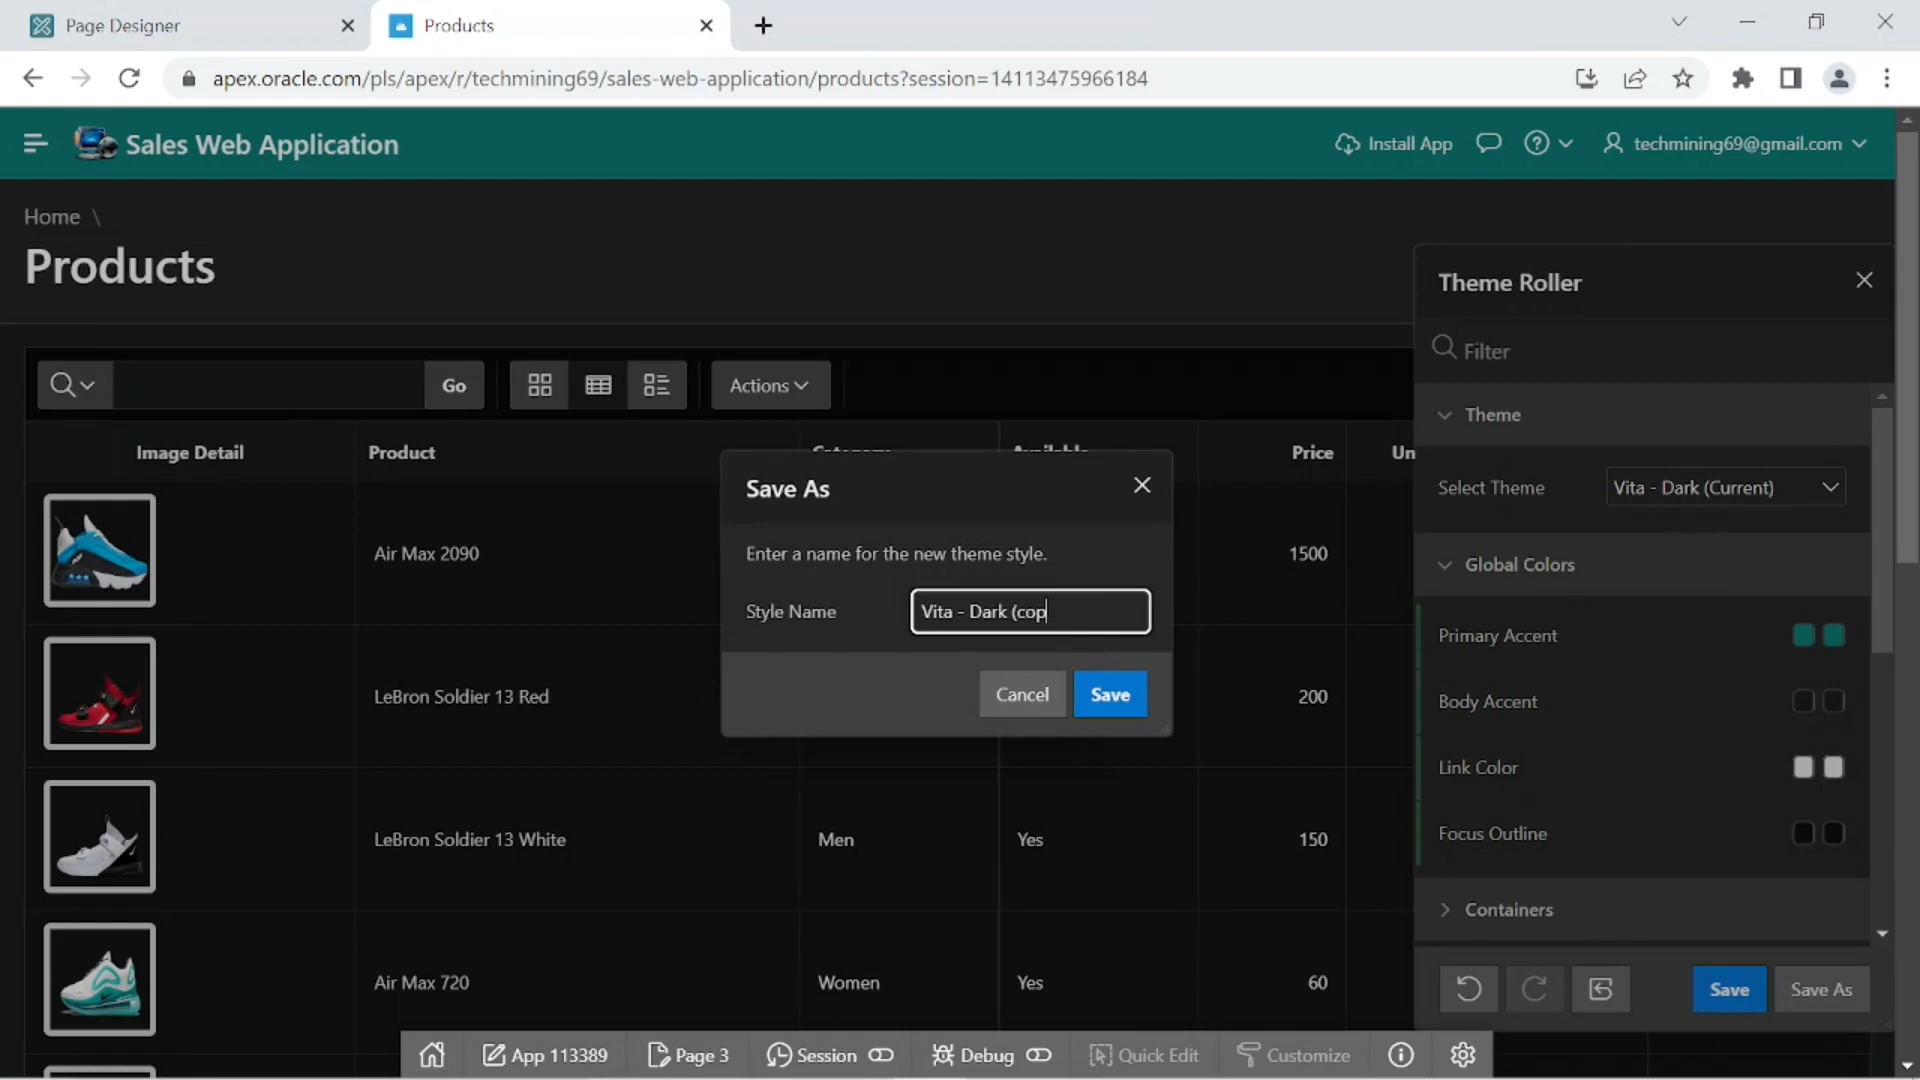 Page Designer
Products
apex.oracle.com/pls/apex/r/techmining69/sales-web-application/products?session=14113475966184
Sales Web Application
Install App
techmining69@gmail.com
Home \
Products
Go
Actions
Image Detail
Product
Price
Un
Air Max 2090
1500
LeBron Soldier 13 Red
200
LeBron Soldier 13 White
Men
Yes
150
Air Max 720
Women
Yes
60
Save As
Enter a name for the new theme style.
Style Name
Vita - Dark (cop
Cancel
Save
Theme Roller
Filter
Theme
Select Theme
Vita - Dark (Current)
Global Colors
Primary Accent
Body Accent
Link Color
Focus Outline
Containers
Save
Save As
App 113389
Page 3
Session
Debug
Quick Edit
Customize